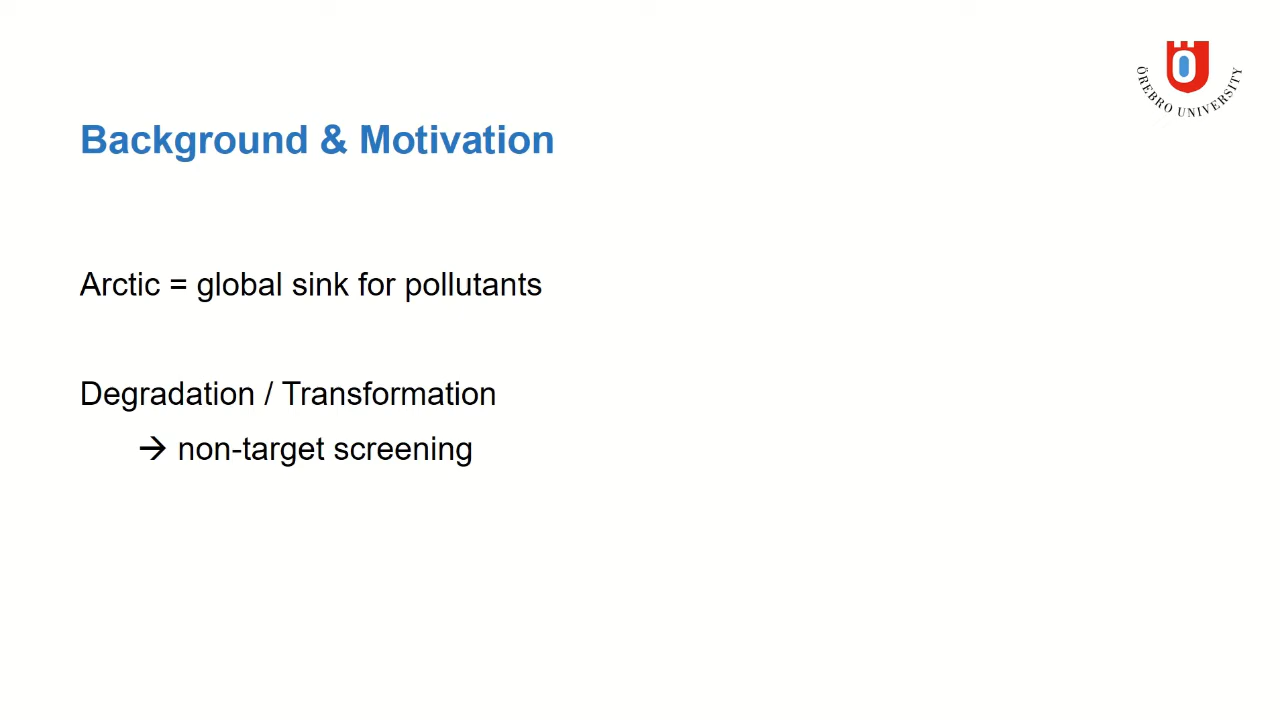 Ö
ÖREBRO UNIVERSITY
Background & Motivation
Arctic = global sink for pollutants
Degradation / Transformation
→ non-target screening